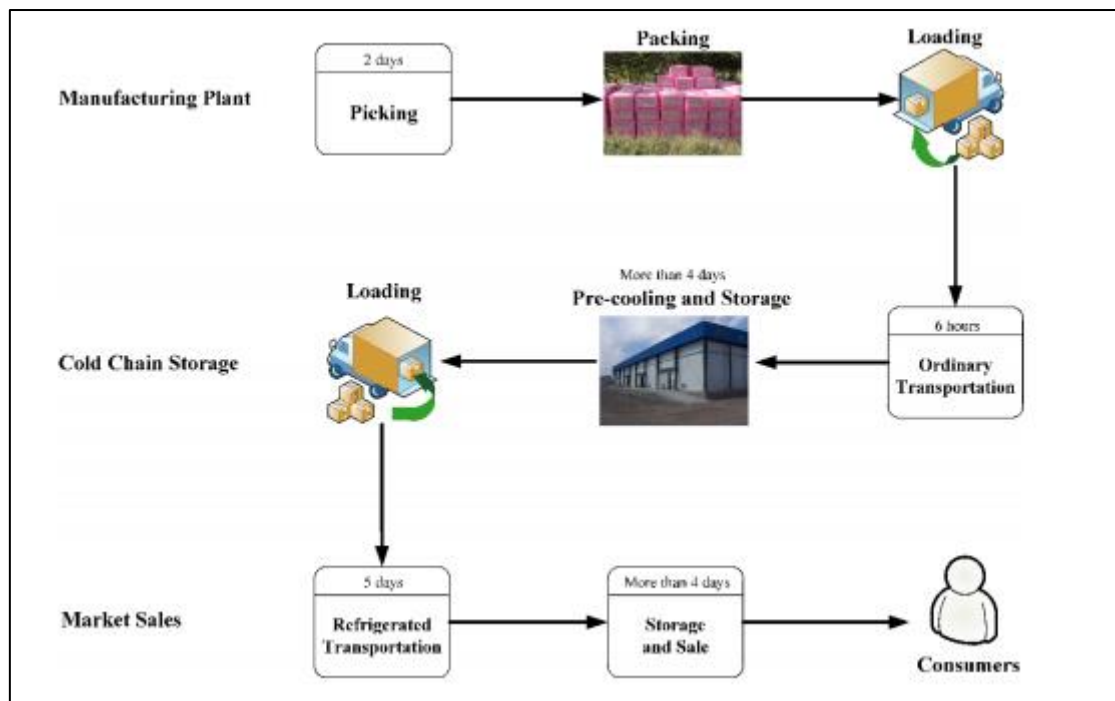 Manufacturing Plant
2 days
Picking
Packing
Loading
Cold Chain Storage
Loading
More than 4 days
Pre-cooling and Storage
6 hours
Ordinary
Transportation
Market Sales
5 days
Refrigerated
Transportation
More than 4 days
Storage
and Sale
Consumers